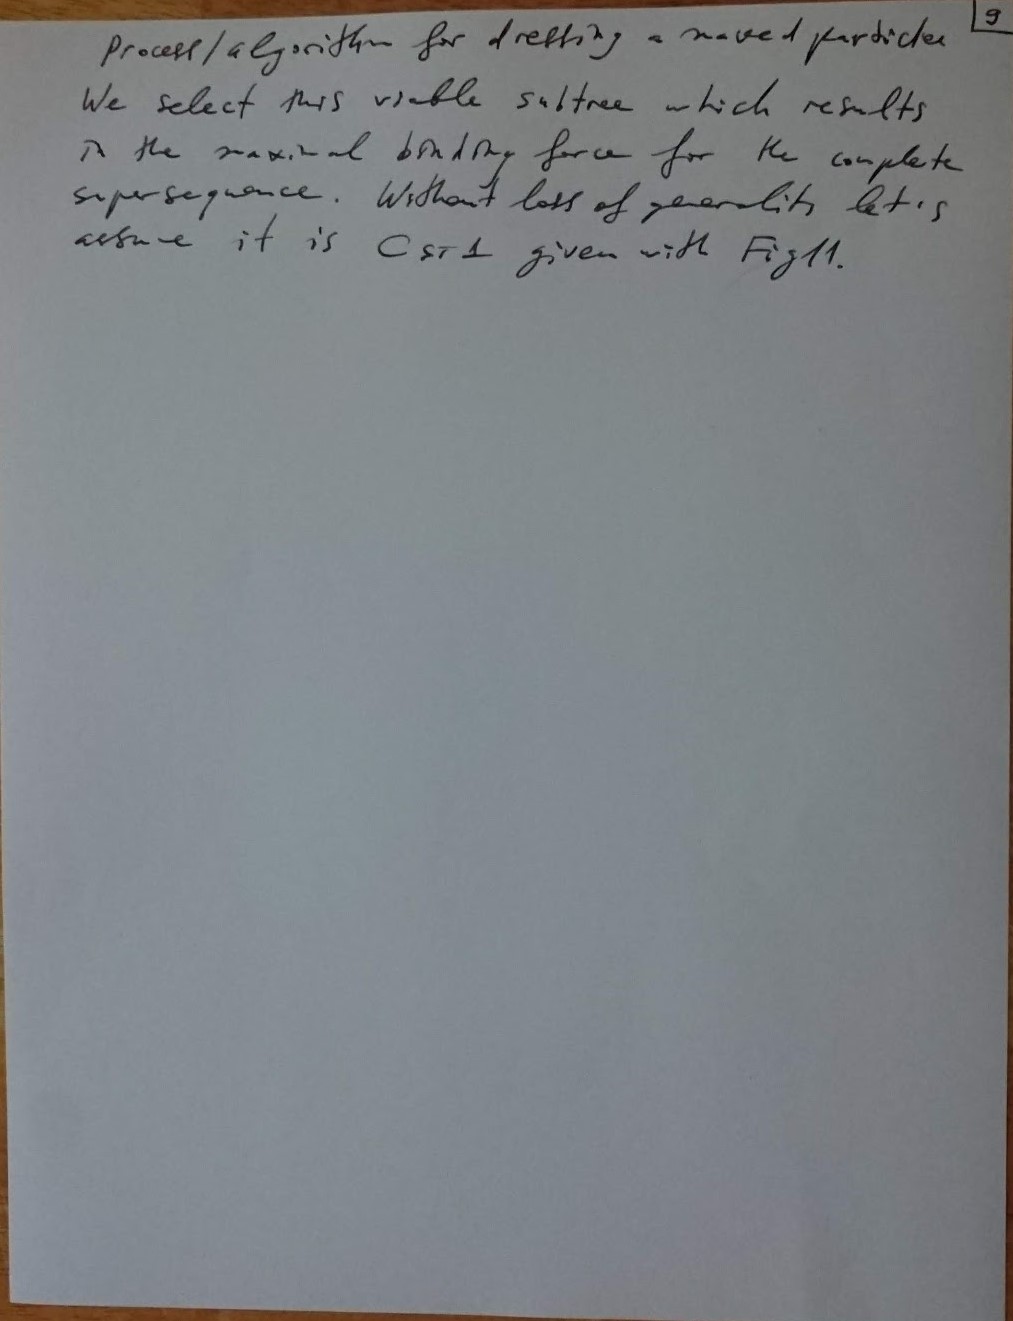 9
Process/algorithm for dressing a moved particle
We select this viable subtree which results
in the maximal binding force for the complete
supersequence. Without loss of generality let's
assume it is CST1 given with Fig11.